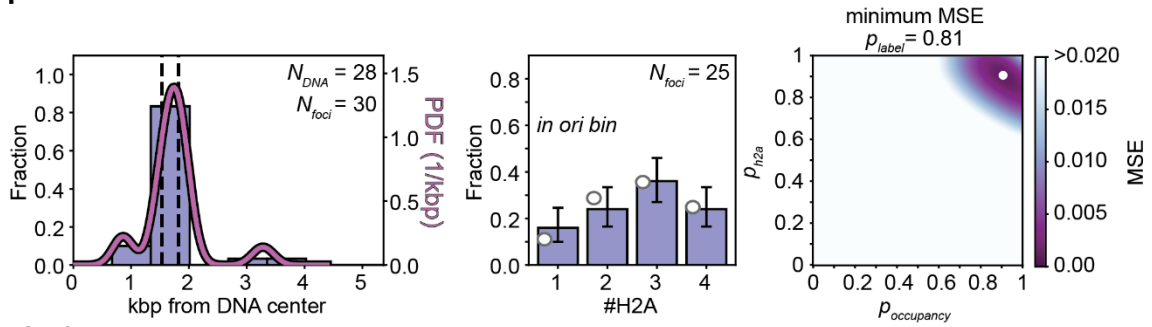 minimum MSE
p_label = 0.81
N_DNA = 28
N_foci = 30
Fraction
1.0
0.8
0.6
0.4
0.2
0.0
1.5
1.0
0.5
0.0
PDF (1/kbp)
0 1 2 3 4 5
kbp from DNA center
N_foci = 25
in ori bin
Fraction
0.8
0.6
0.4
0.2
0.0
1 2 3 4
#H2A
p_h2a
1
0.8
0.6
0.4
0.2
0
0 0.2 0.4 0.6 0.8 1
p_occupancy
>0.020
0.015
0.010
0.005
0.00
MSE